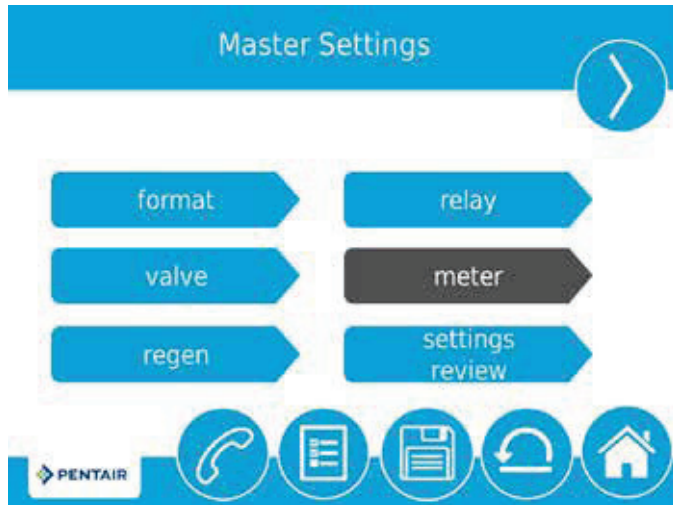 Master Settings
format
relay
valve
meter
regen
settings
review
PENTAIR